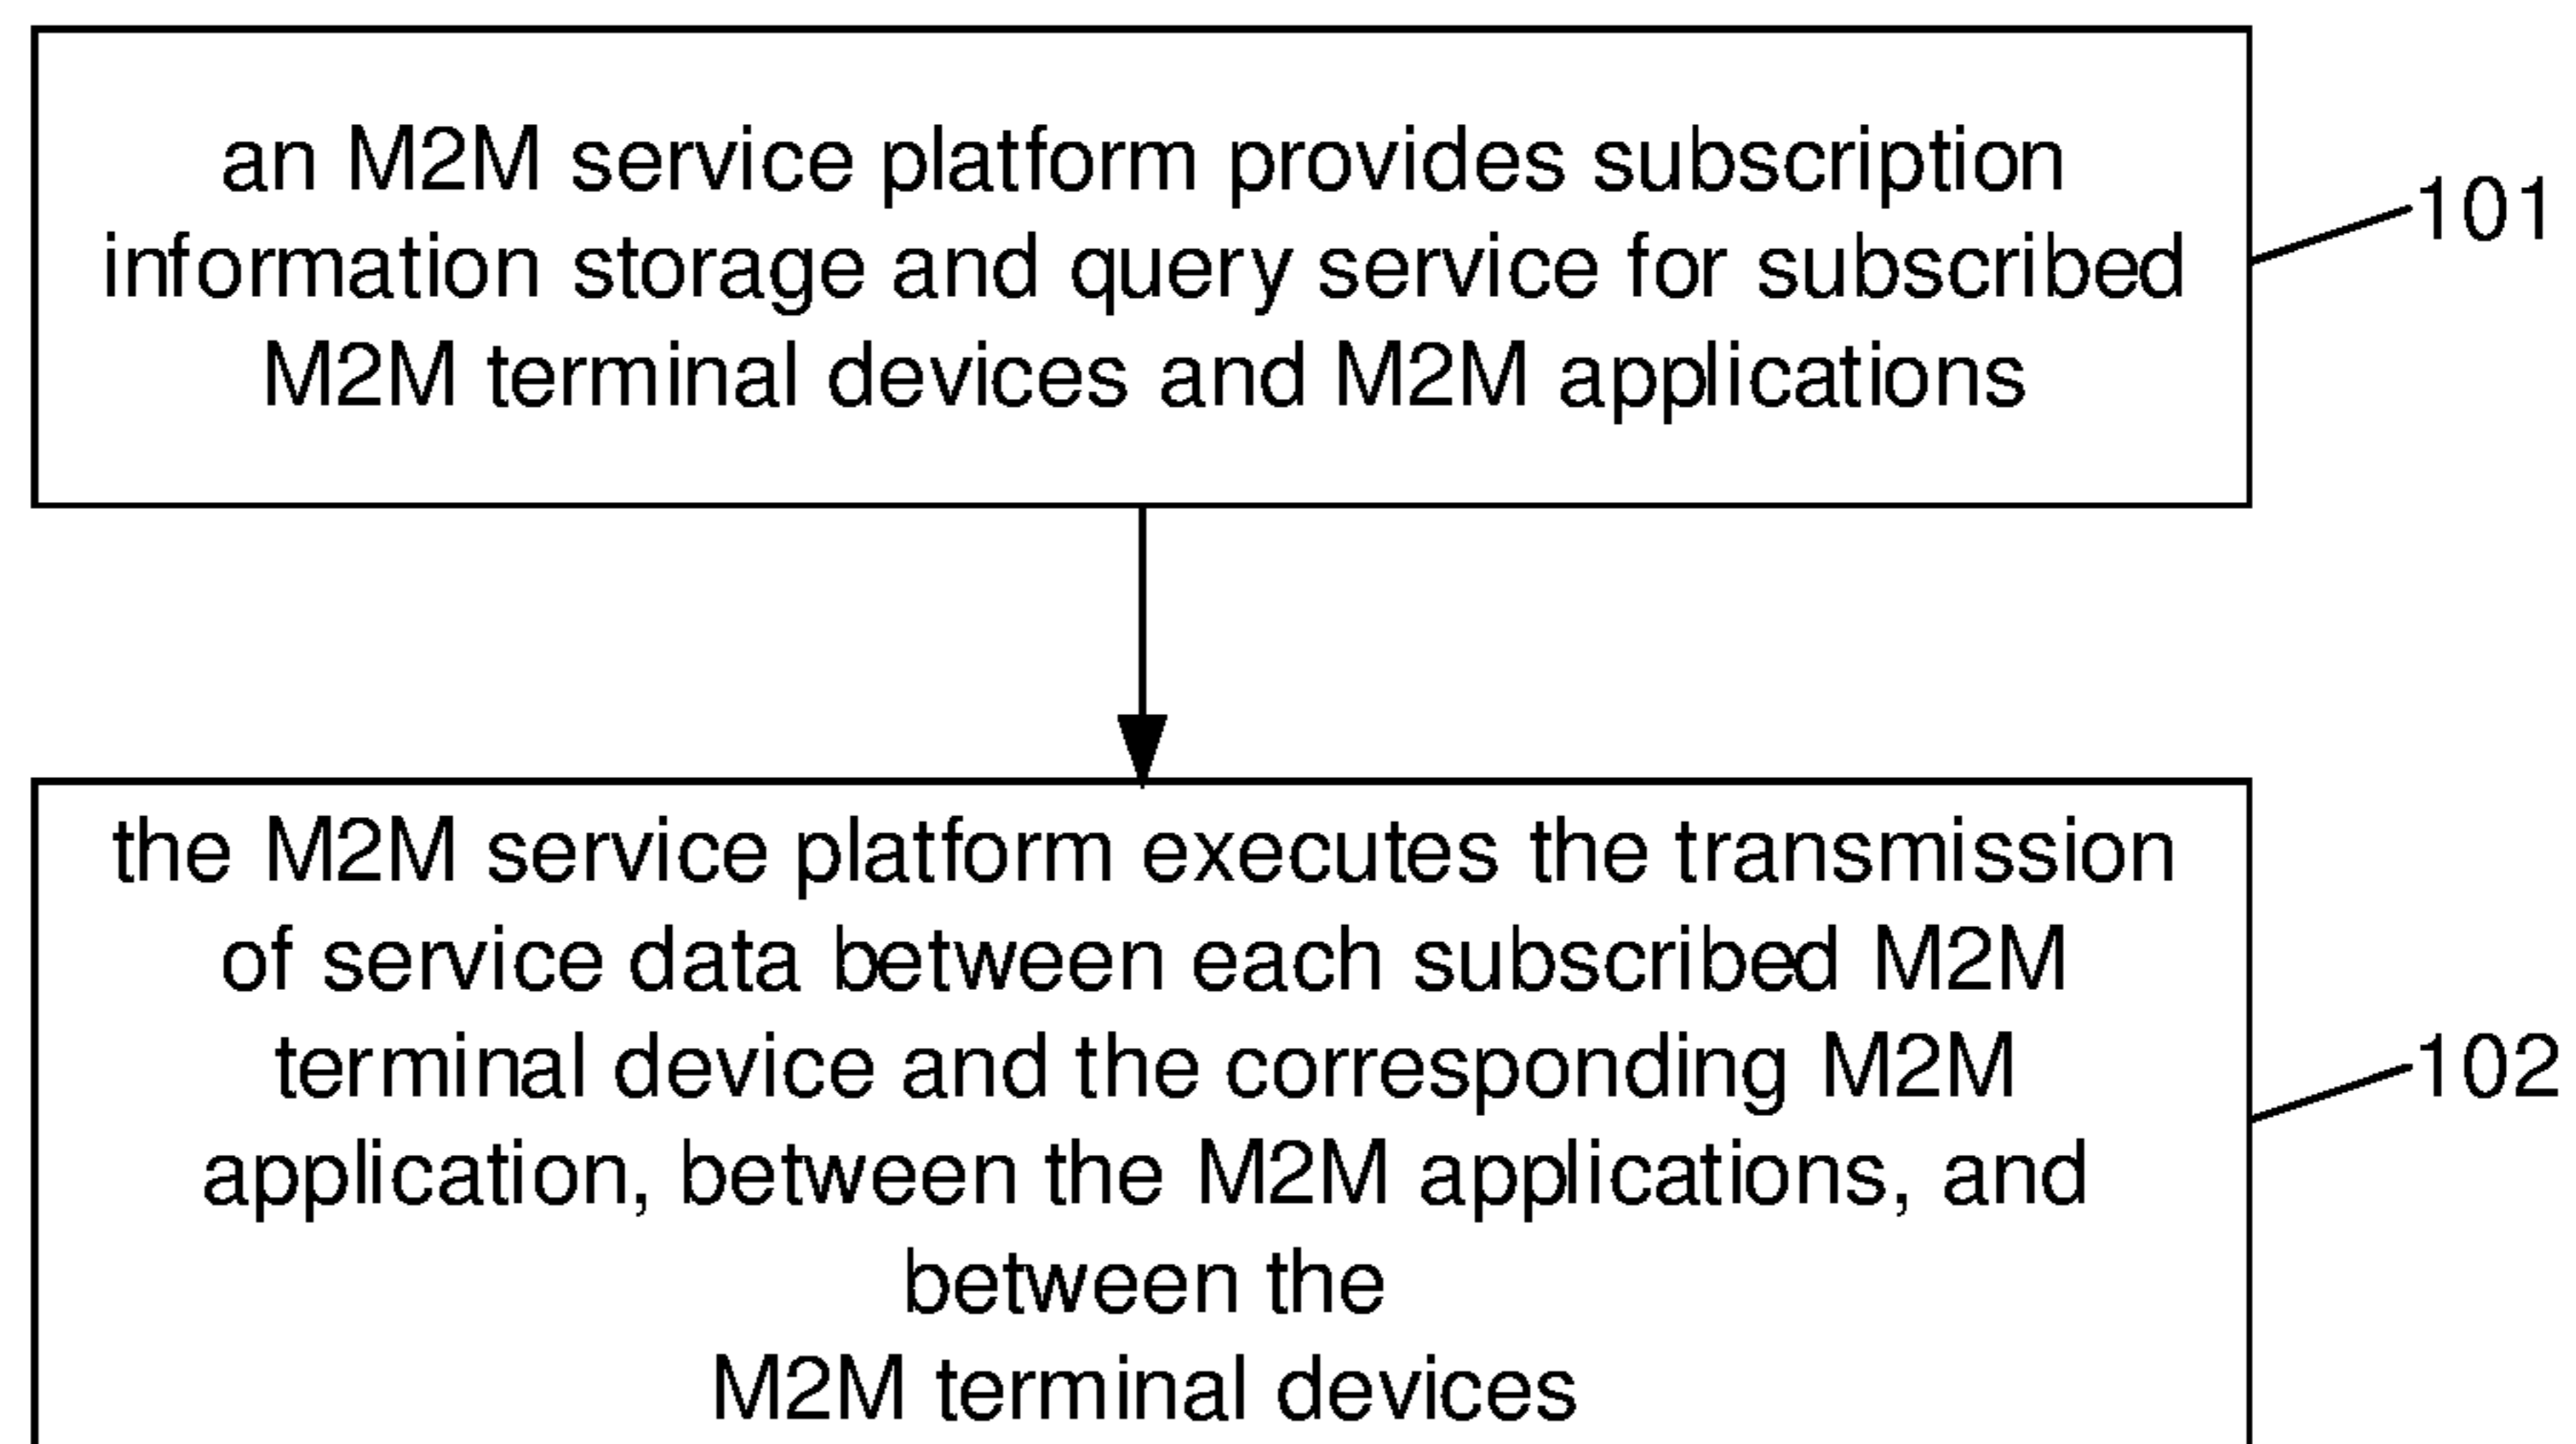 an M2M service platform provides subscription
information storage and query service for subscribed
M2M terminal devices and M2M applications
101
the M2M service platform executes the transmission
of service data between each subscribed M2M
terminal device and the corresponding M2M
application, between the M2M applications, and
between the
M2M terminal devices
102